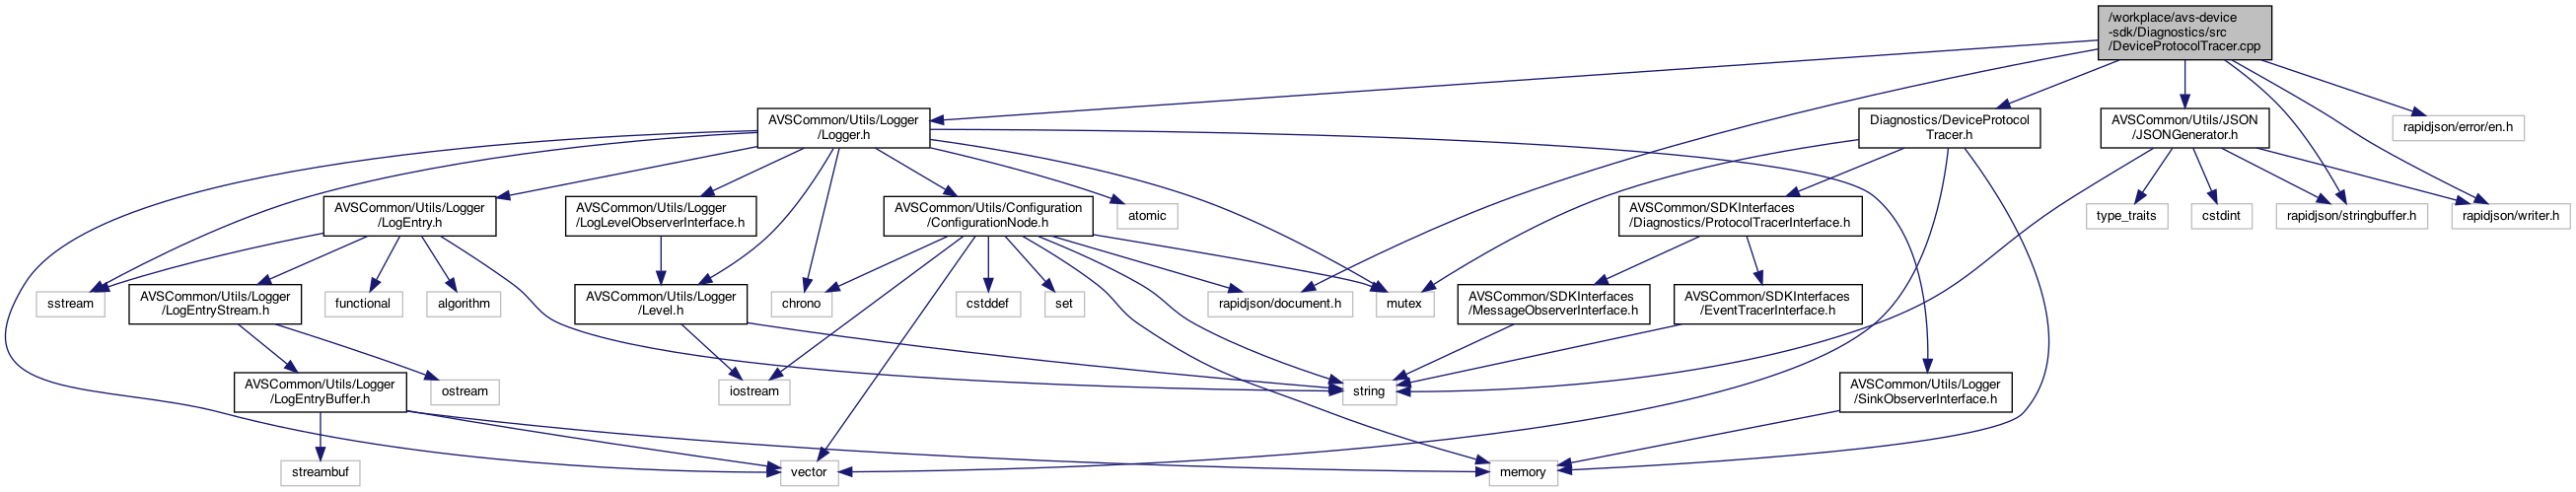 /workplace/avs-device
-sdk/Diagnostics/src
/DeviceProtocolTracer.cpp
AVSCommon/Utils/Logger
/Logger.h
Diagnostics/DeviceProtocol
Tracer.h
AVSCommon/Utils/JSON
/JSONGenerator.h
rapidjson/error/en.h
AVSCommon/Utils/Logger
/LogEntry.h
AVSCommon/Utils/Logger
/LogLevelObserverInterface.h
AVSCommon/Utils/Configuration
/ConfigurationNode.h
atomic
AVSCommon/SDKInterfaces
/Diagnostics/ProtocolTracerInterface.h
type_traits
cstdint
rapidjson/stringbuffer.h
rapidjson/writer.h
sstream
AVSCommon/Utils/Logger
/LogEntryStream.h
functional
algorithm
AVSCommon/Utils/Logger
/Level.h
chrono
cstddef
set
rapidjson/document.h
mutex
AVSCommon/SDKInterfaces
/MessageObserverInterface.h
AVSCommon/SDKInterfaces
/EventTracerInterface.h
AVSCommon/Utils/Logger
/LogEntryBuffer.h
ostream
iostream
string
AVSCommon/Utils/Logger
/SinkObserverInterface.h
streambuf
vector
memory